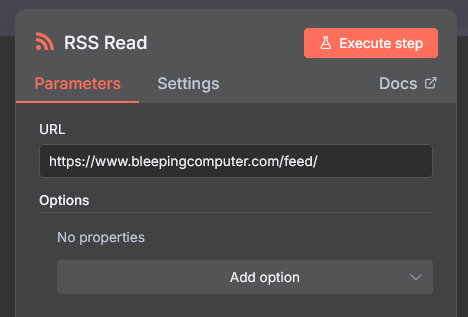 RSS Read
Execute step
Parameters
Settings
Docs
URL
https://www.bleepingcomputer.com/feed/
Options
No properties
Add option